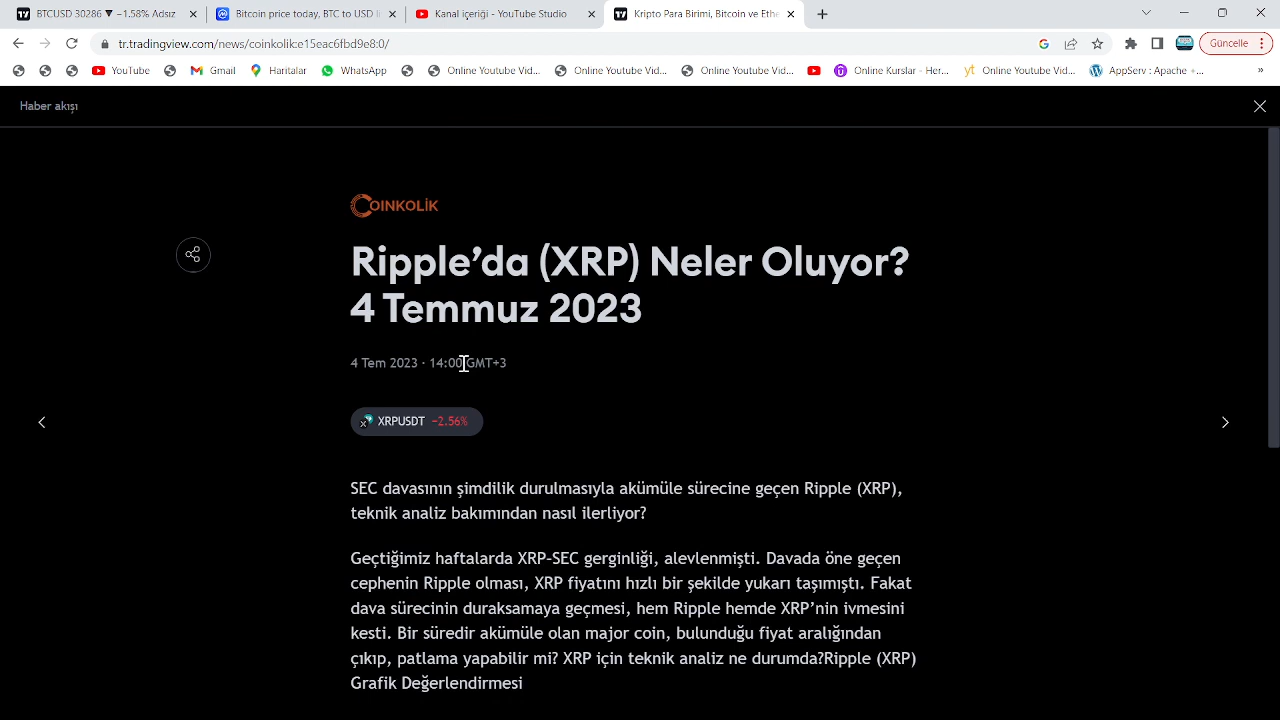 BTCUSD 30286 ▼ −1.58% Adsız
Bitcoin price today, BTC to USD li
Kanal içeriği - YouTube Studio
Kripto Para Birimi, Bitcoin ve Ethe
tr.tradingview.com/news/coinkolikce15eac6fbd9e8:0/
Güncelle
YouTube
Gmail
Haritalar
WhatsApp
Online Youtube Vid...
Online Youtube Vid...
Online Youtube Vid...
Online Kurslar - Her...
Online Youtube Vid...
AppServ : Apache +...
»
Haber akışı
COINKOLİK
Ripple’da (XRP) Neler Oluyor?
4 Temmuz 2023
4 Tem 2023 · 14:00 GMT+3
XRPUSDT −2.56%
SEC davasının şimdilik durulmasıyla akümüle sürecine geçen Ripple (XRP),
teknik analiz bakımından nasıl ilerliyor?
Geçtiğimiz haftalarda XRP-SEC gerginliği, alevlenmişti. Davada öne geçen
cephenin Ripple olması, XRP fiyatını hızlı bir şekilde yukarı taşımıştı. Fakat
dava sürecinin duraksamaya geçmesi, hem Ripple hemde XRP’nin ivmesini
kesti. Bir süredir akümüle olan major coin, bulunduğu fiyat aralığından
çıkıp, patlama yapabilir mi? XRP için teknik analiz ne durumda?Ripple (XRP)
Grafik Değerlendirmesi